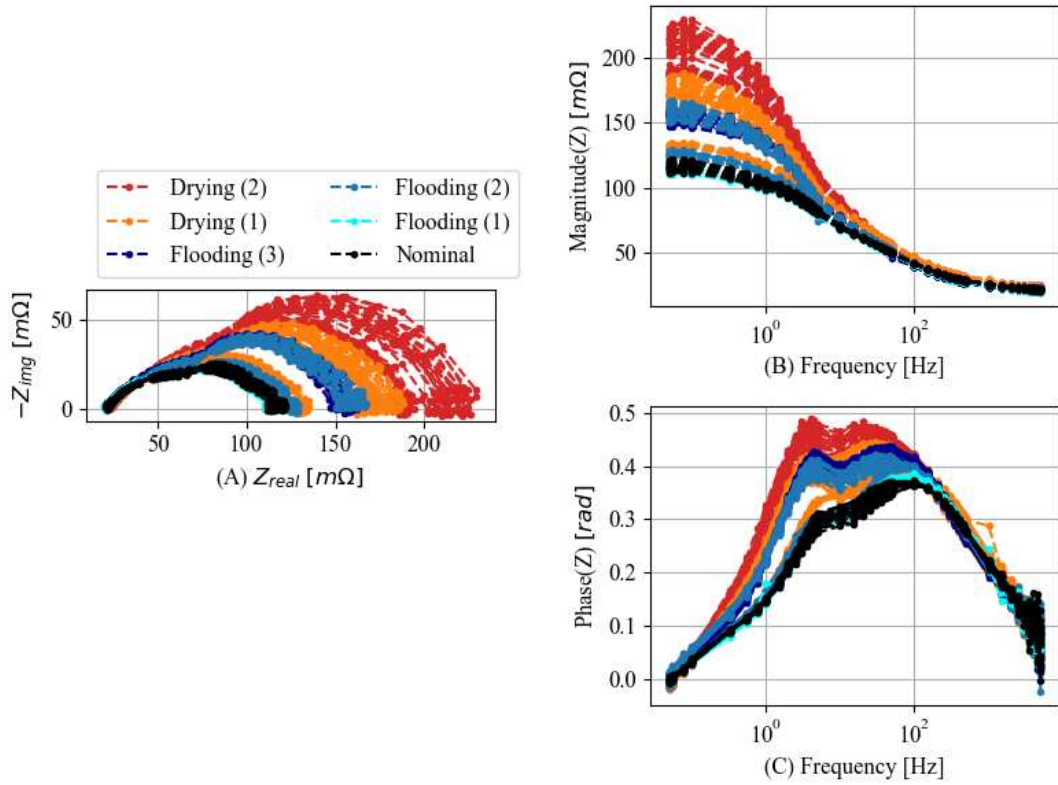 Drying (2)
Drying (1)
Flooding (3)
Flooding (2)
Flooding (1)
Nominal
−Z_img [mΩ]
50
0
50
100
150
200
(A) Z_real [mΩ]
Magnitude(Z) [mΩ]
200
150
100
50
10^0
10^2
(B) Frequency [Hz]
Phase(Z) [rad]
0.5
0.4
0.3
0.2
0.1
0.0
10^0
10^2
(C) Frequency [Hz]